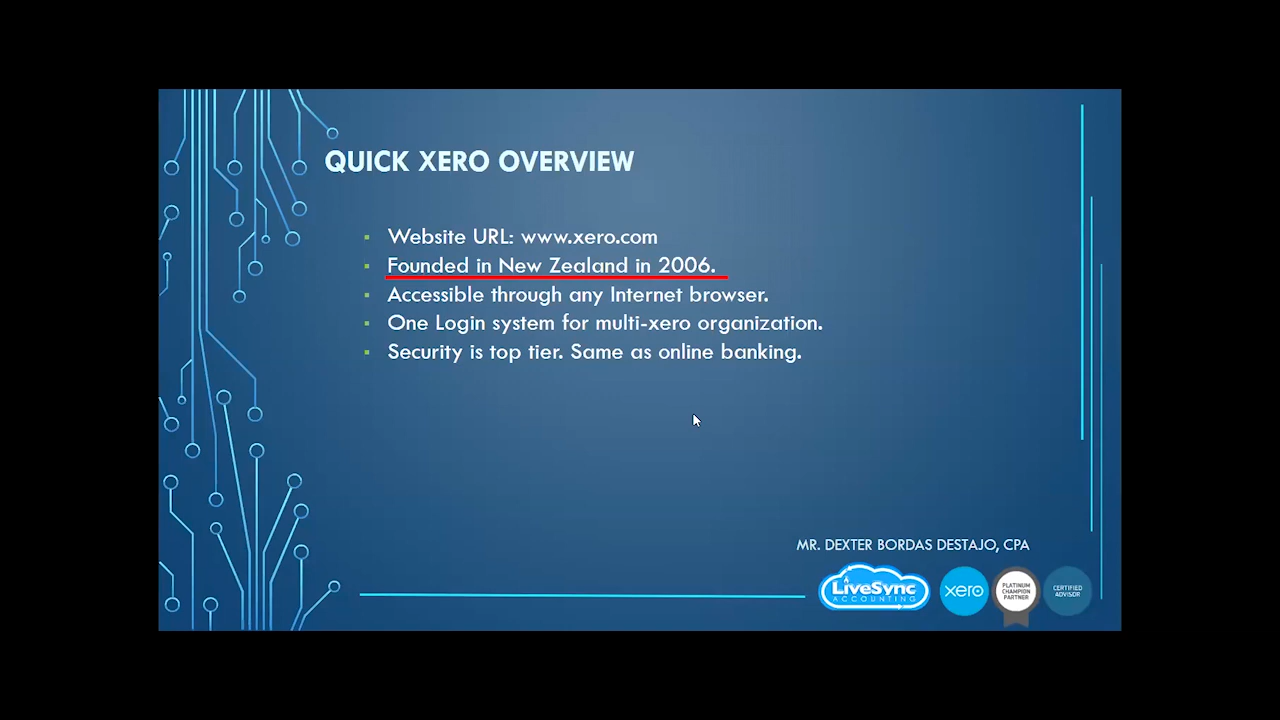 QUICK XERO OVERVIEW
Website URL: www.xero.com
Founded in New Zealand in 2006.
Accessible through any Internet browser.
One Login system for multi-xero organization.
Security is top tier. Same as online banking.
MR. DEXTER BORDAS DESTAJO, CPA
LiveSync
ACCOUNTING
xero
PLATINUM
CHAMPION
PARTNER
CERTIFIED
ADVISOR